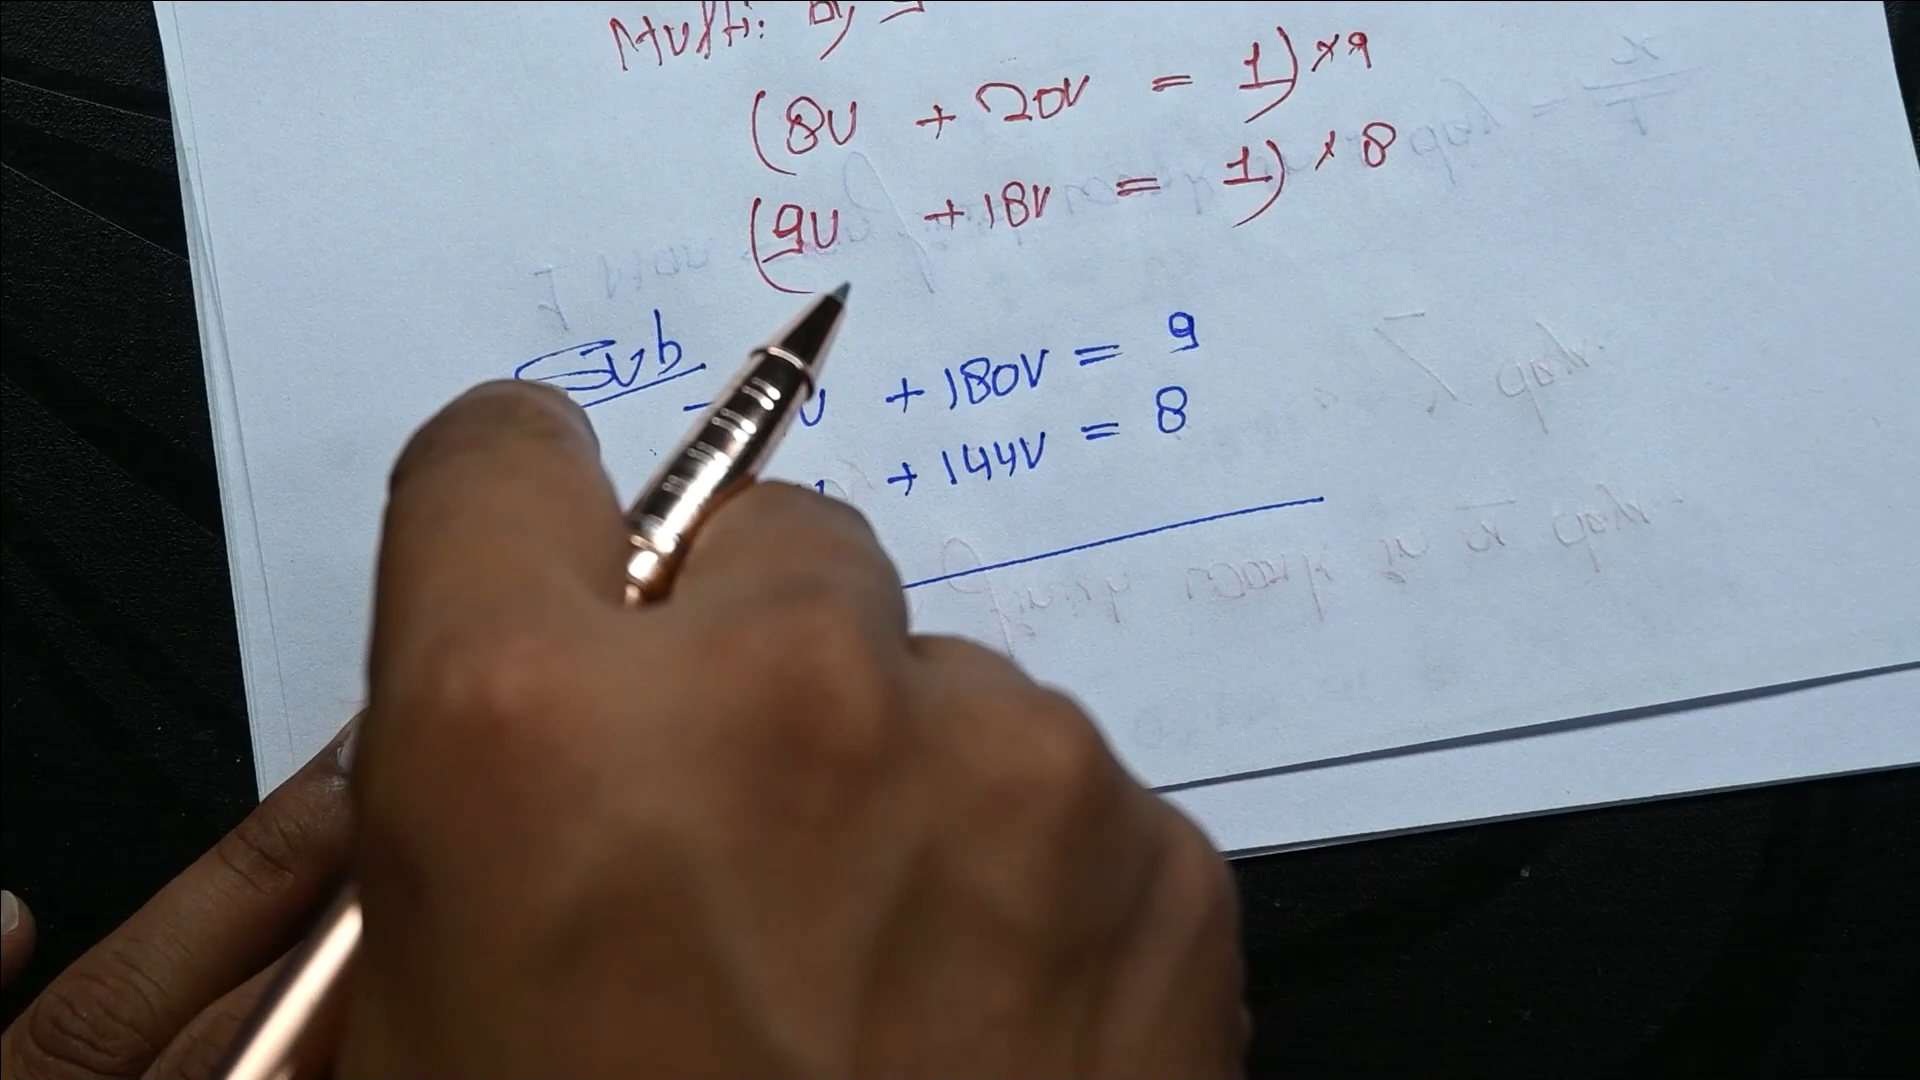 Multi: by
(8u + 20v = 1) × 9
(9u + 18v = 1) × 8
Sub
u + 180v = 9
+ 144v = 8